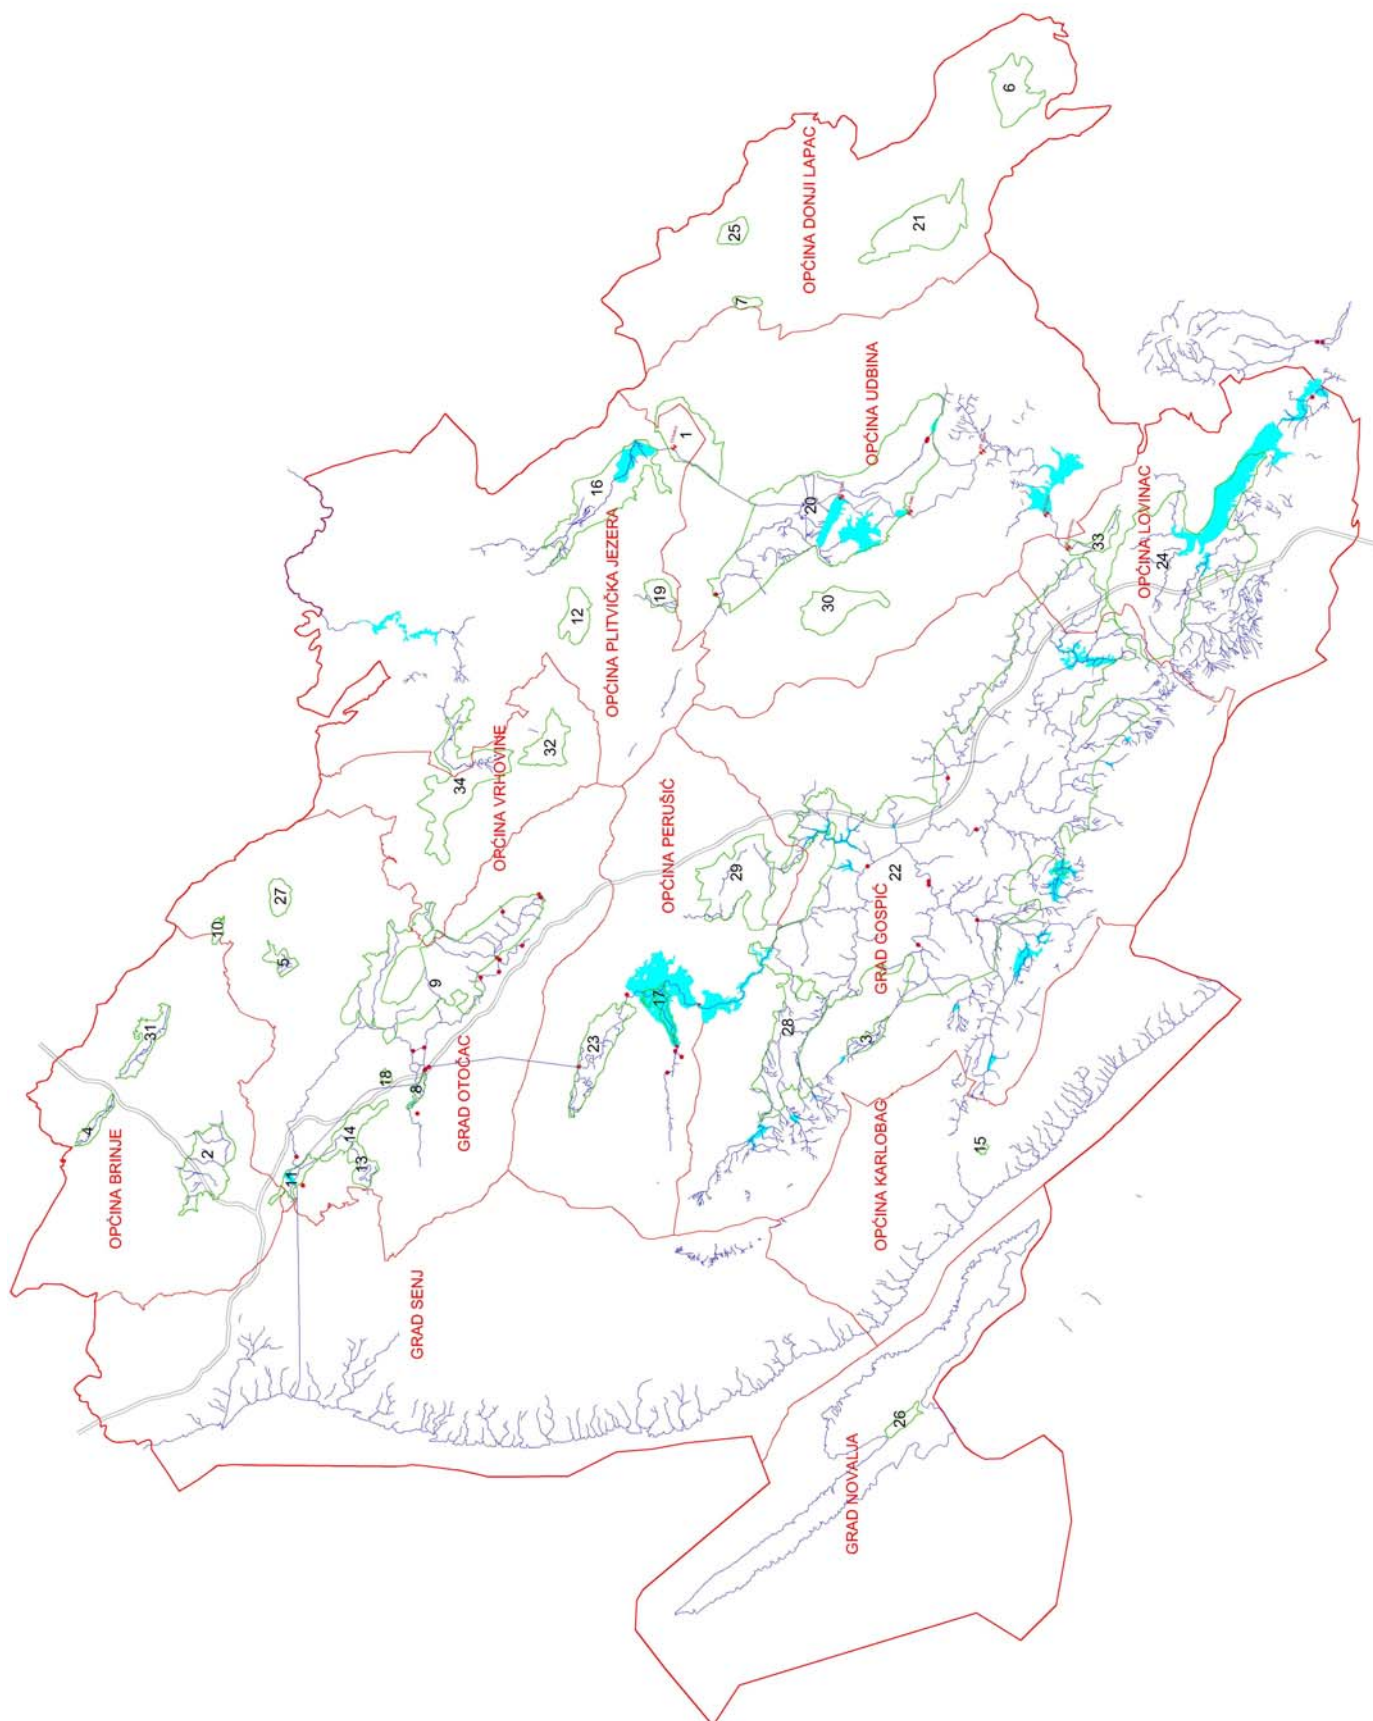 6
OPĆINA DONJI LAPAC
25
21
7
OPĆINA UDBINA
1
16
20
OPĆINA PLITVIČKA JEZERA
OPĆINA LOVINAC
33
24
19
12
30
32
34
OPĆINA VRHOVINE
OPĆINA PERUŠIĆ
29
22
27
10
5
9
GRAD GOSPIĆ
17
31
23
28
3
18
8
GRAD OTOČAC
4
2
14
13
11
OPĆINA BRINJE
15
OPĆINA KARLOBAG
GRAD SENJ
26
GRAD NOVALJA